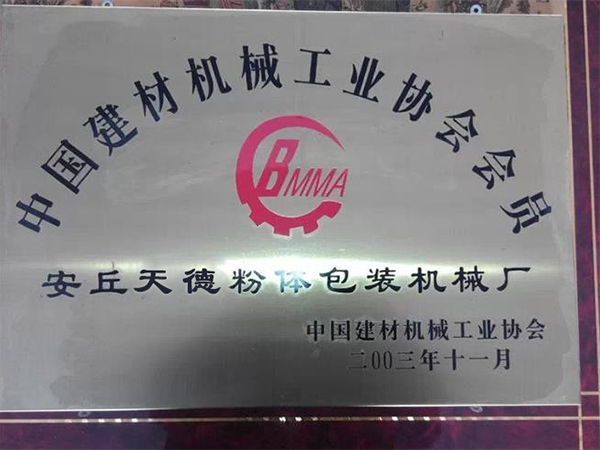 中国建材机械工业协会会员
CBMMA
安丘天德粉体包装机械厂
中国建材机械工业协会
二00三年十一月